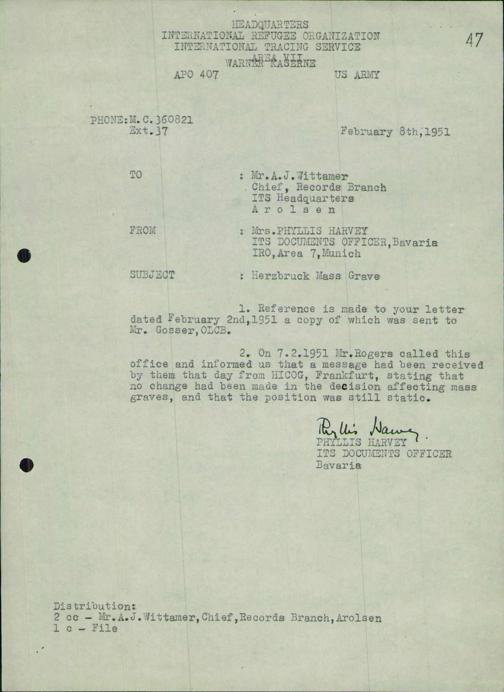 HEADQUARTERS
INTERNATIONAL REFUGEE ORGANIZATION
INTERNATIONAL TRACING SERVICE
AREA VII
WARNER KASERNE
APO 407 US ARMY
47
PHONE:M.C.360821
Ext.37
February 8th,1951
TO : Mr.A.J.Wittamer
Chief, Records Branch
ITS Headquarters
A r o l s e n
FROM : Mrs.PHYLLIS HARVEY
ITS DOCUMENTS OFFICER,Bavaria
IRO,Area 7,Munich
SUBJECT : Herzbruck Mass Grave
1. Reference is made to your letter
dated February 2nd,1951 a copy of which was sent to
Mr. Gosser,OLCB.
2. On 7.2.1951 Mr.Rogers called this
office and informed us that a message had been received
by them that day from HICOG, Frankfurt, stating that
no change had been made in the decision affecting mass
graves, and that the position was still static.
Phyllis Harvey.
PHYLLIS HARVEY
ITS DOCUMENTS OFFICER
Bavaria
Distribution:
2 cc - Mr.A.J.Wittamer,Chief,Records Branch,Arolsen
1 c - File